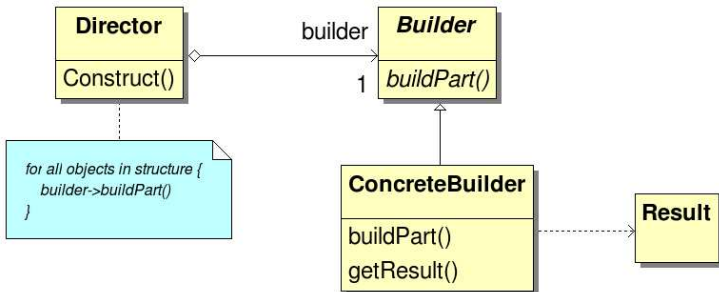 Director
Construct()
builder
1
Builder
buildPart()
for all objects in structure {
builder->buildPart()
}
ConcreteBuilder
buildPart()
getResult()
Result